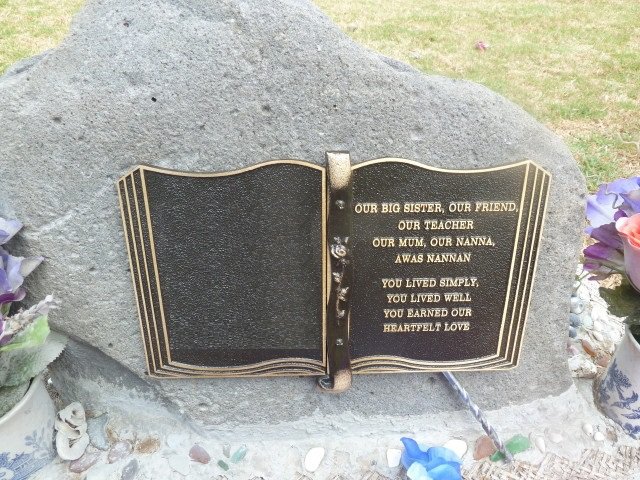 OUR BIG SISTER, OUR FRIEND,
OUR TEACHER
OUR MUM, OUR NANNA,
AWAS NANNAN
YOU LIVED SIMPLY,
YOU LIVED WELL
YOU EARNED OUR
HEARTFELT LOVE